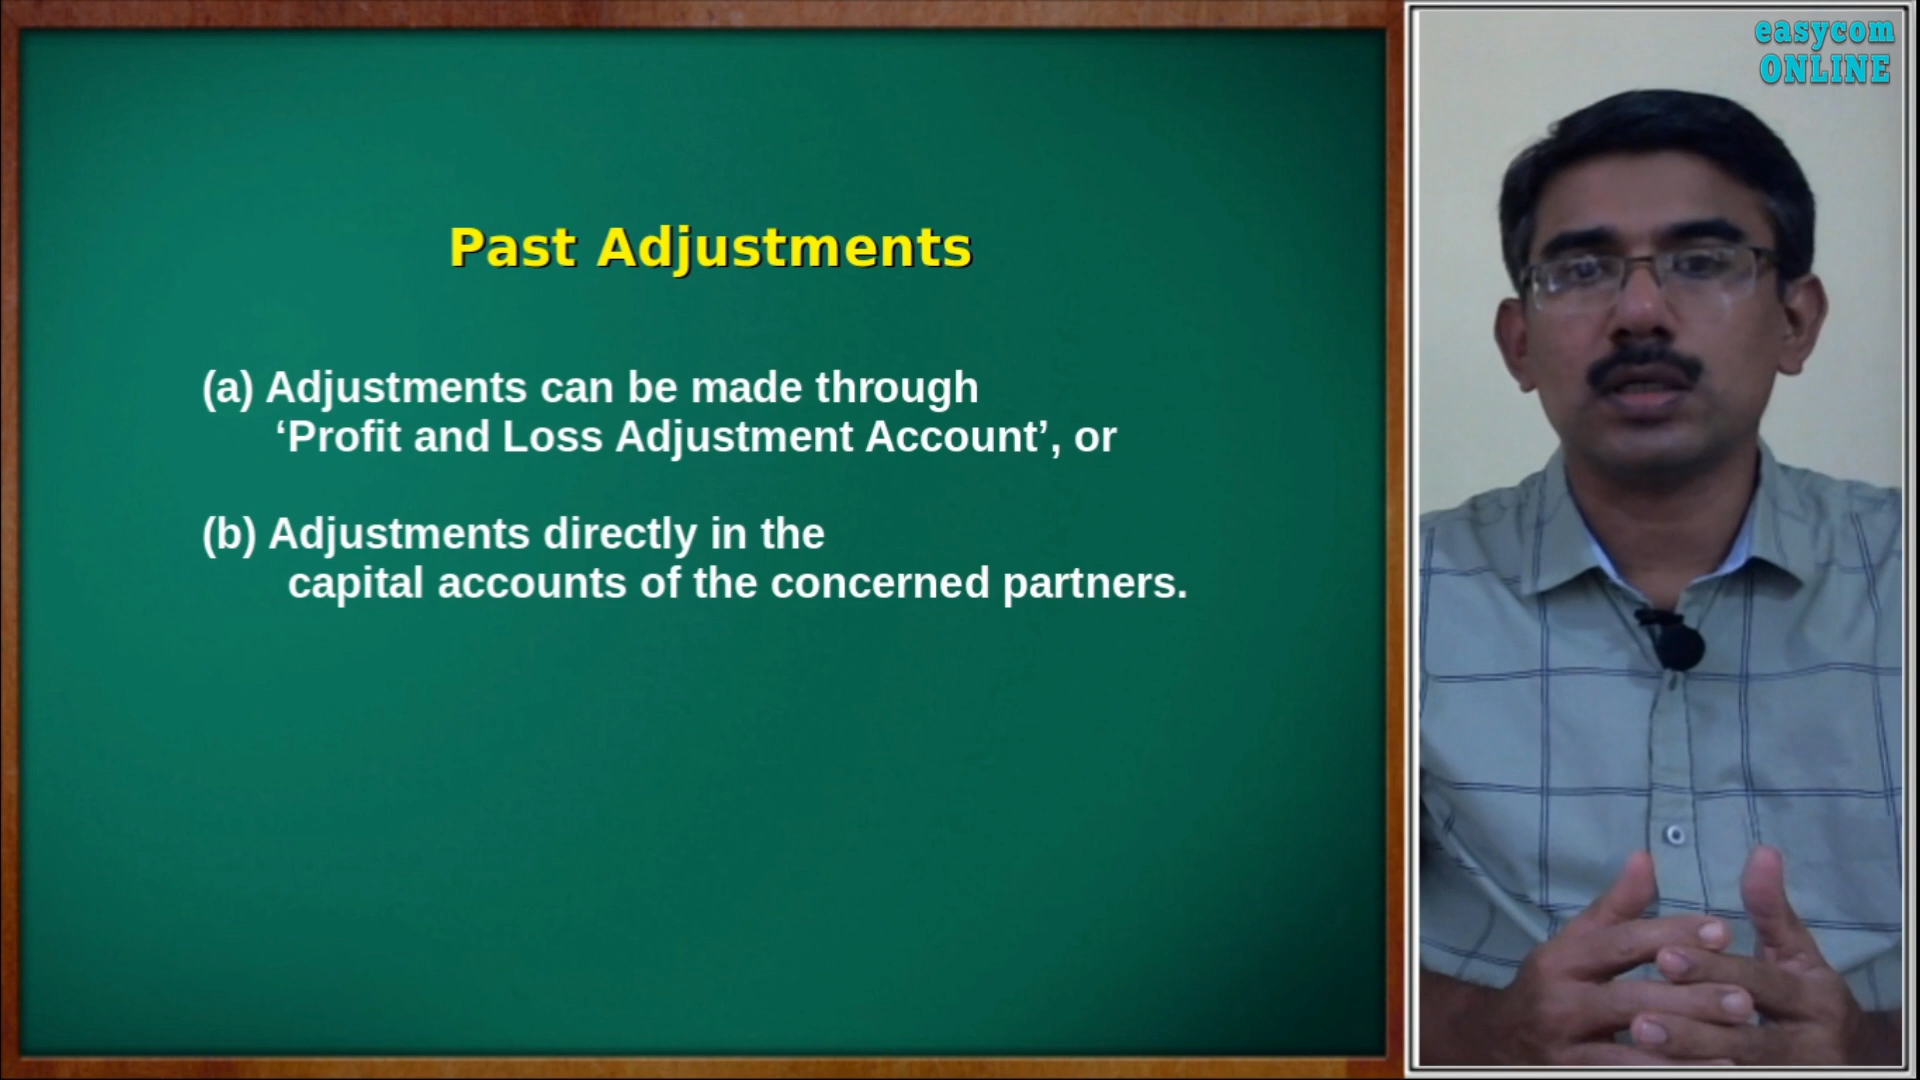 easycom
ONLINE
Past Adjustments
(a) Adjustments can be made through
‘Profit and Loss Adjustment Account’, or
(b) Adjustments directly in the
capital accounts of the concerned partners.